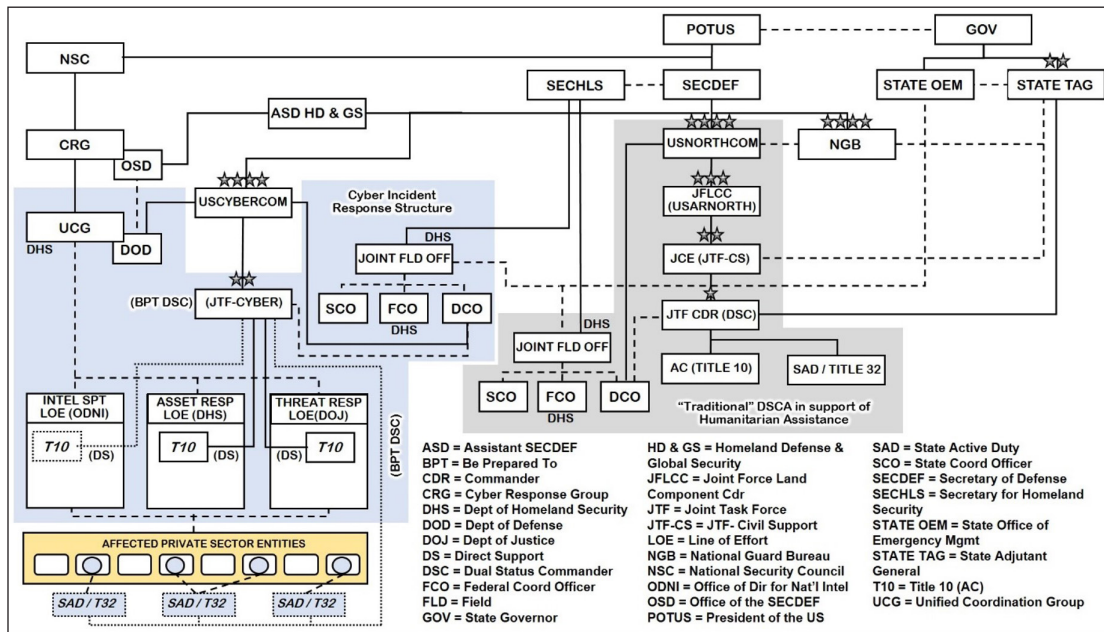 POTUS
GOV
NSC
SECHLS
SECDEF
STATE OEM
STATE TAG
ASD HD & GS
CRG
OSD
USNORTHCOM
NGB
USCYBERCOM
Cyber Incident
Response Structure
JFLCC
(USARNORTH)
UCG
DHS
DOD
DHS
JOINT FLD OFF
JCE (JTF-CS)
(BPT DSC)
(JTF-CYBER)
SCO
FCO
DCO
DHS
JTF CDR (DSC)
DHS
JOINT FLD OFF
AC (TITLE 10)
SAD / TITLE 32
SCO
FCO
DCO
DHS
"Traditional" DSCA in support of
Humanitarian Assistance
INTEL SPT
LOE (ODNI)
ASSET RESP
LOE (DHS)
THREAT RESP
LOE(DOJ)
T10
(DS)
T10
(DS)
(DS)
T10
(BPT DSC)
AFFECTED PRIVATE SECTOR ENTITIES
SAD / T32
SAD / T32
SAD / T32
ASD = Assistant SECDEF
BPT = Be Prepared To
CDR = Commander
CRG = Cyber Response Group
DHS = Dept of Homeland Security
DOD = Dept of Defense
DOJ = Dept of Justice
DS = Direct Support
DSC = Dual Status Commander
FCO = Federal Coord Officer
FLD = Field
GOV = State Governor
HD & GS = Homeland Defense &
Global Security
JFLCC = Joint Force Land
Component Cdr
JTF = Joint Task Force
JTF-CS = JTF- Civil Support
LOE = Line of Effort
NGB = National Guard Bureau
NSC = National Security Council
ODNI = Office of Dir for Nat'l Intel
OSD = Office of the SECDEF
POTUS = President of the US
SAD = State Active Duty
SCO = State Coord Officer
SECDEF = Secretary of Defense
SECHLS = Secretary for Homeland
Security
STATE OEM = State Office of
Emergency Mgmt
STATE TAG = State Adjutant
General
T10 = Title 10 (AC)
UCG = Unified Coordination Group